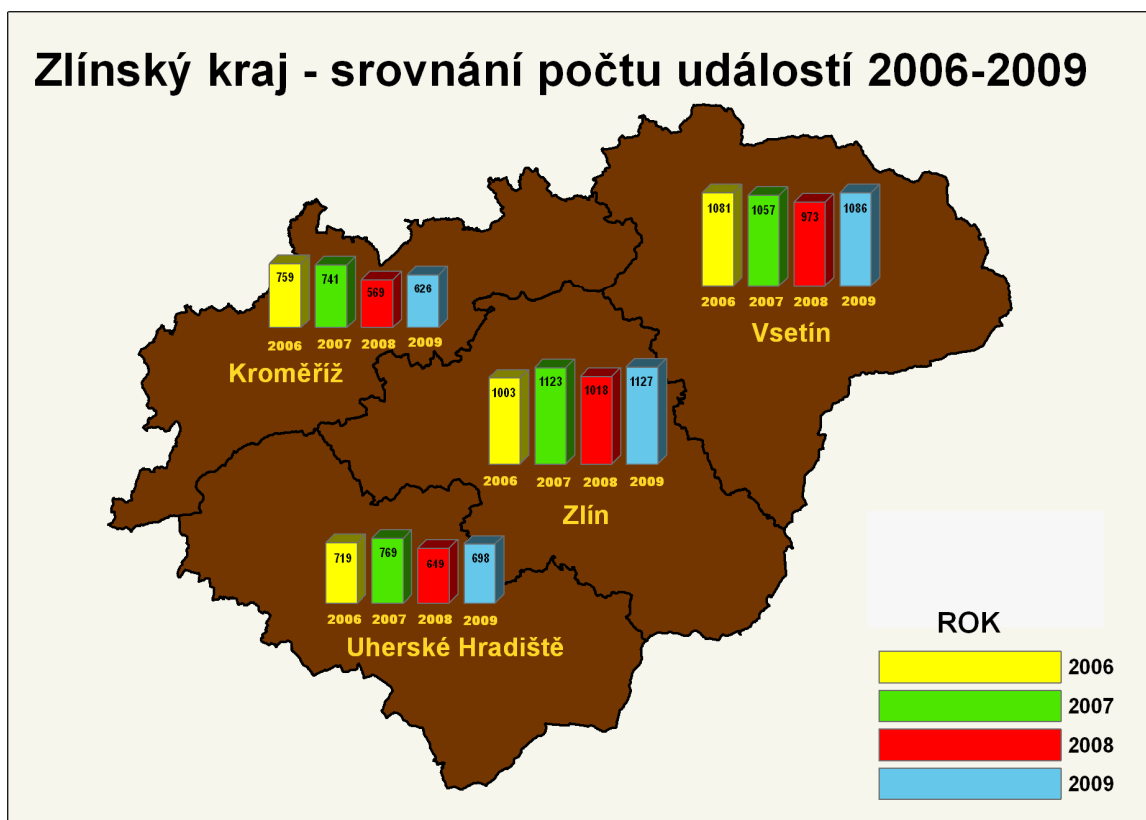 Zlínský kraj - srovnání počtu událostí 2006-2009
1081 1057 973 1086
2006 2007 2008 2009
Vsetín
759 741 569 626
2006 2007 2008 2009
Kroměříž
1003 1123 1018 1127
2006 2007 2008 2009
Zlín
719 769 619 698
2006 2007 2008 2009
Uherské Hradiště
ROK
2006
2007
2008
2009